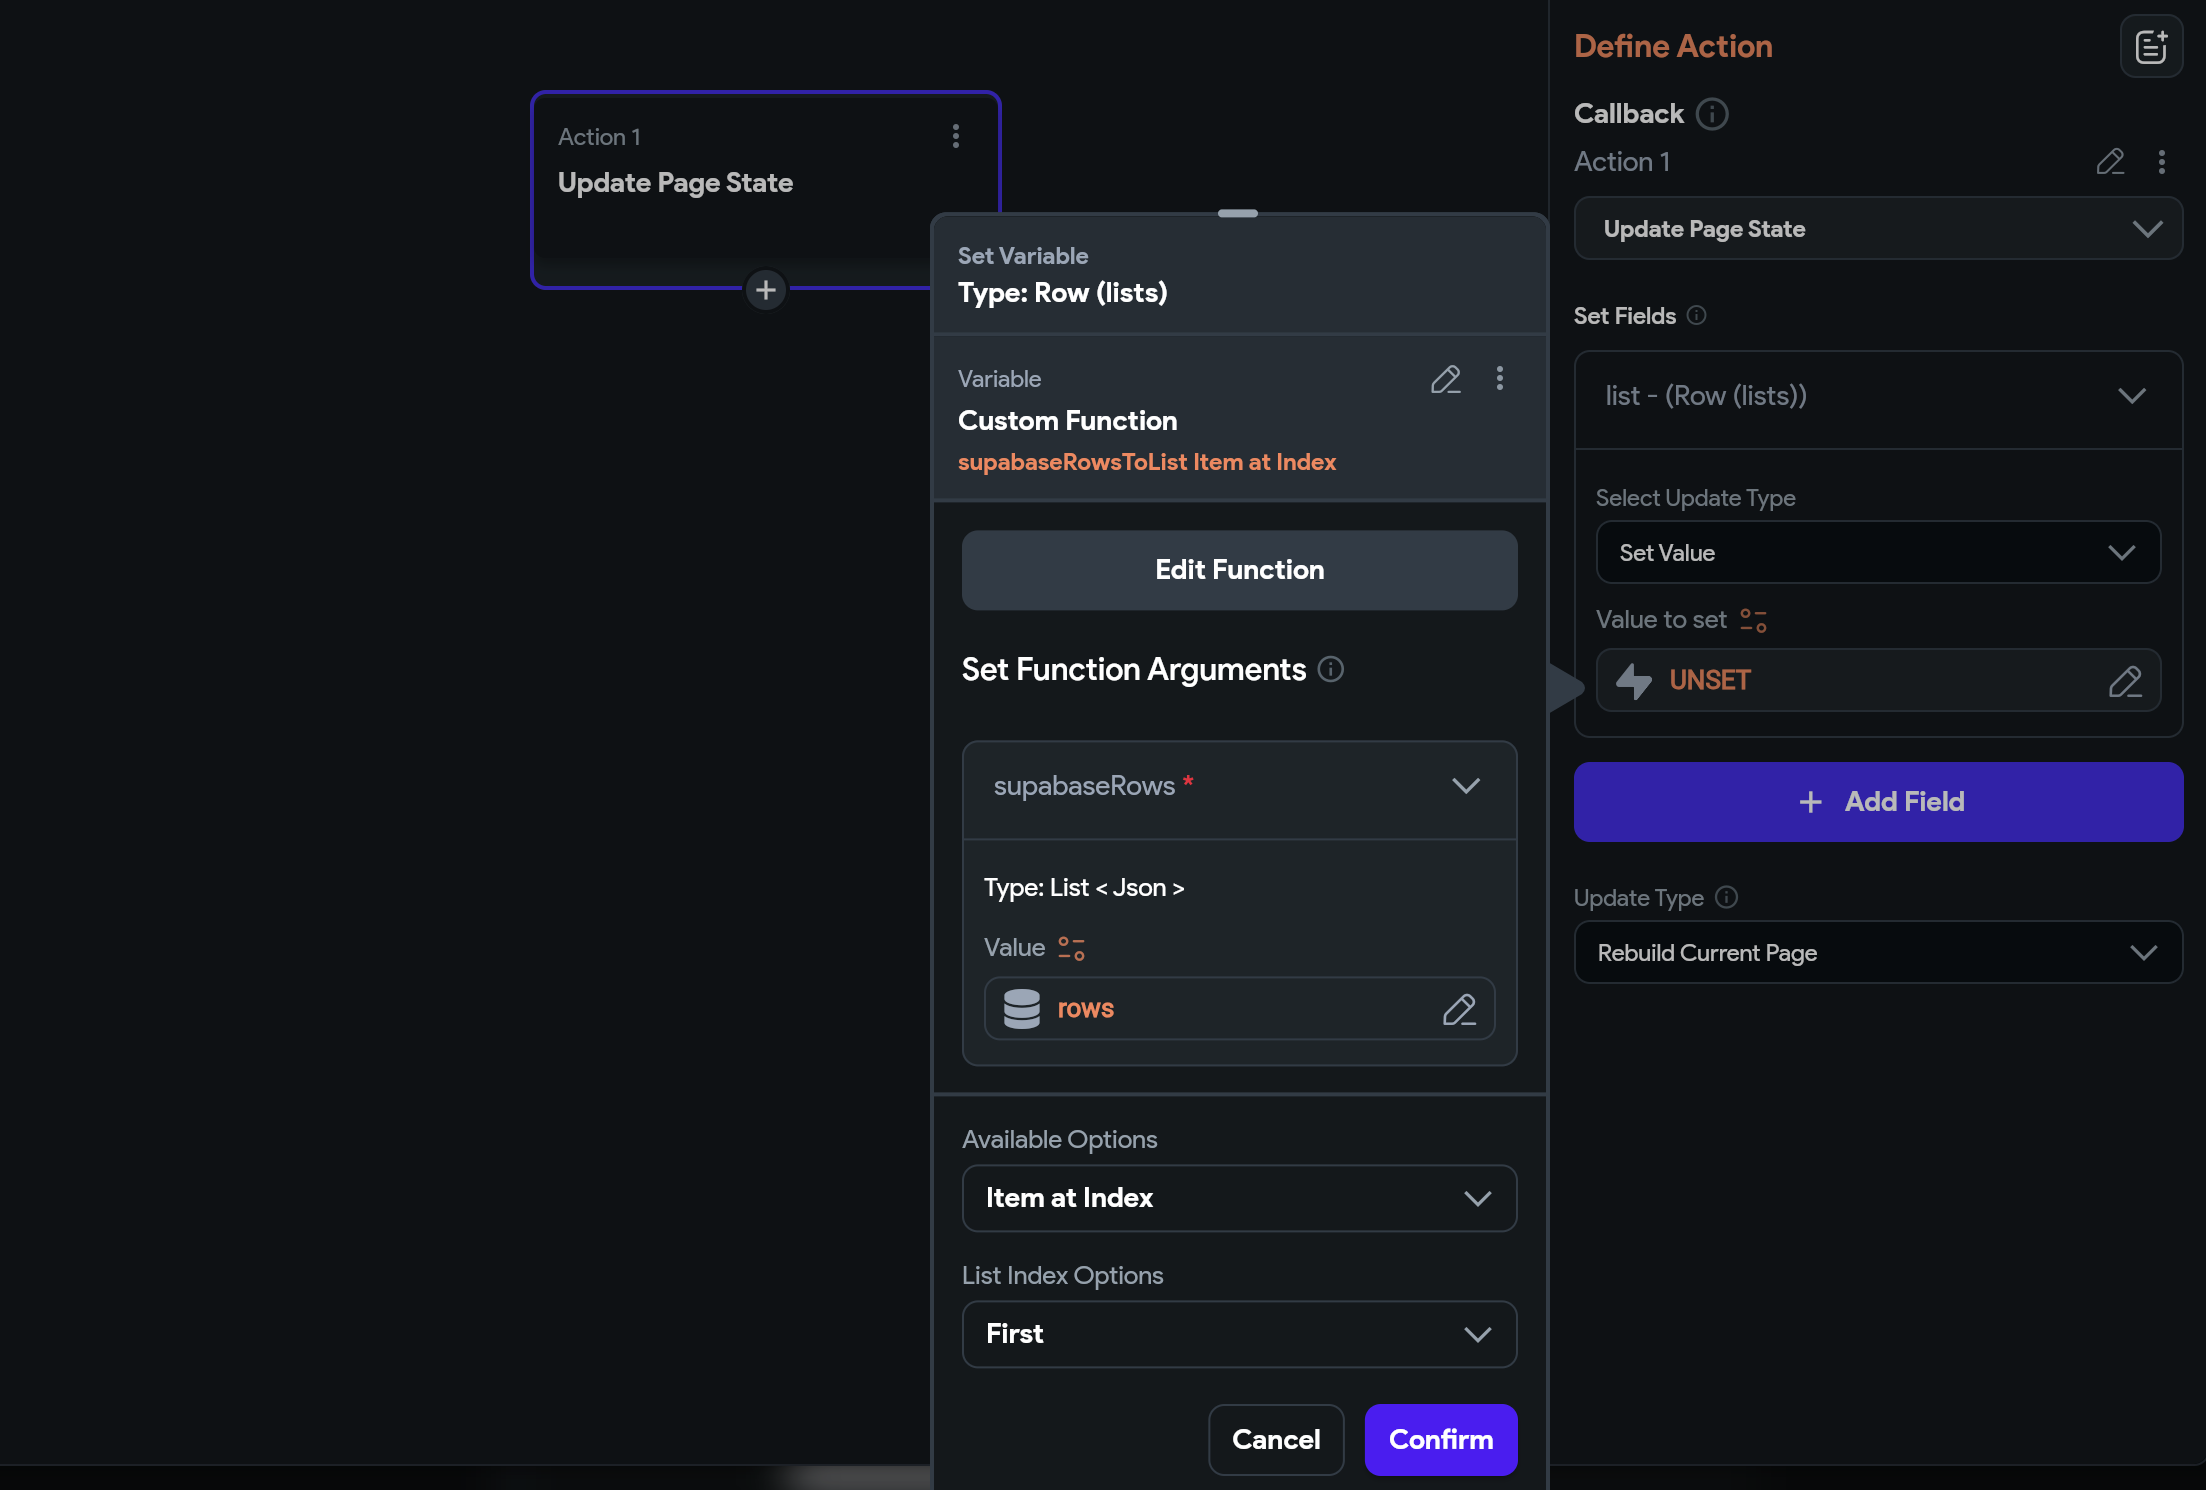 Action 1
Update Page State
Set Variable
Type: Row (lists)
Variable
Custom Function
supabaseRowsToList Item at Index
Edit Function
Set Function Arguments
supabaseRows *
Type: List < Json >
Value
rows
Available Options
Item at Index
List Index Options
First
Cancel
Confirm
Define Action
Callback
Action 1
Update Page State
Set Fields
list - (Row (lists))
Select Update Type
Set Value
Value to set
UNSET
+ Add Field
Update Type
Rebuild Current Page